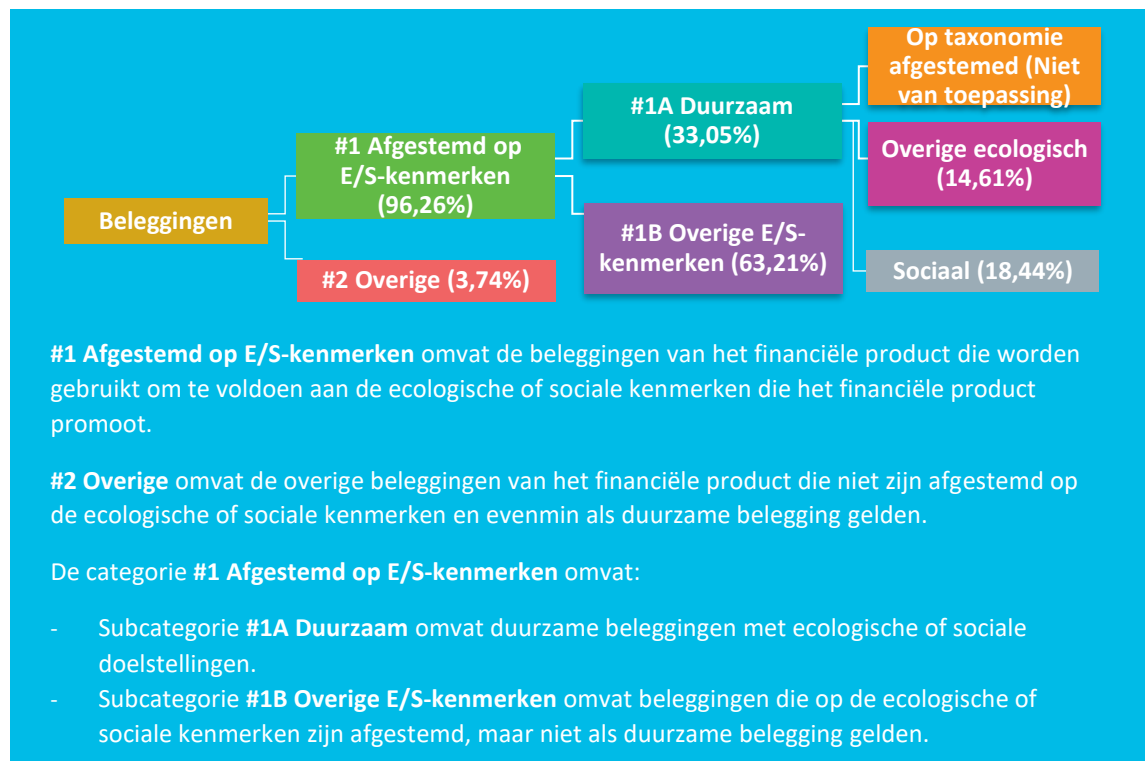 Beleggingen
#1 Afgestemd op
E/S-kenmerken
(96,26%)
#2 Overige (3,74%)
#1A Duurzaam
(33,05%)
#1B Overige E/S-
kenmerken (63,21%)
Op taxonomie
afgestemed (Niet
van toepassing)
Overige ecologisch
(14,61%)
Sociaal (18,44%)
#1 Afgestemd op E/S-kenmerken omvat de beleggingen van het financiële product die worden
gebruikt om te voldoen aan de ecologische of sociale kenmerken die het financiële product
promoot.
#2 Overige omvat de overige beleggingen van het financiële product die niet zijn afgestemd op
de ecologische of sociale kenmerken en evenmin als duurzame belegging gelden.
De categorie #1 Afgestemd op E/S-kenmerken omvat:
- Subcategorie #1A Duurzaam omvat duurzame beleggingen met ecologische of sociale
doelstellingen.
- Subcategorie #1B Overige E/S-kenmerken omvat beleggingen die op de ecologische of
sociale kenmerken zijn afgestemd, maar niet als duurzame belegging gelden.